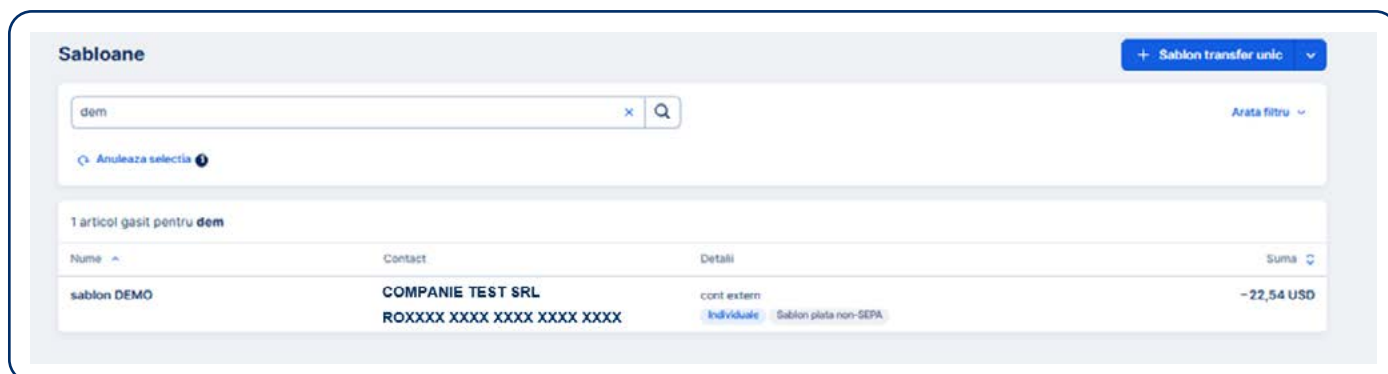 Sabloane
+ Sablon transfer unic
dem
Arata filtru
Anuleaza selectia 1
1 articol gasit pentru dem
Nume Contact Detalii Suma
sablon DEMO COMPANIE TEST SRL cont extern -22,54 USD
ROXXXX XXXX XXXX XXXX XXXX Individuale Sablon plata non-SEPA